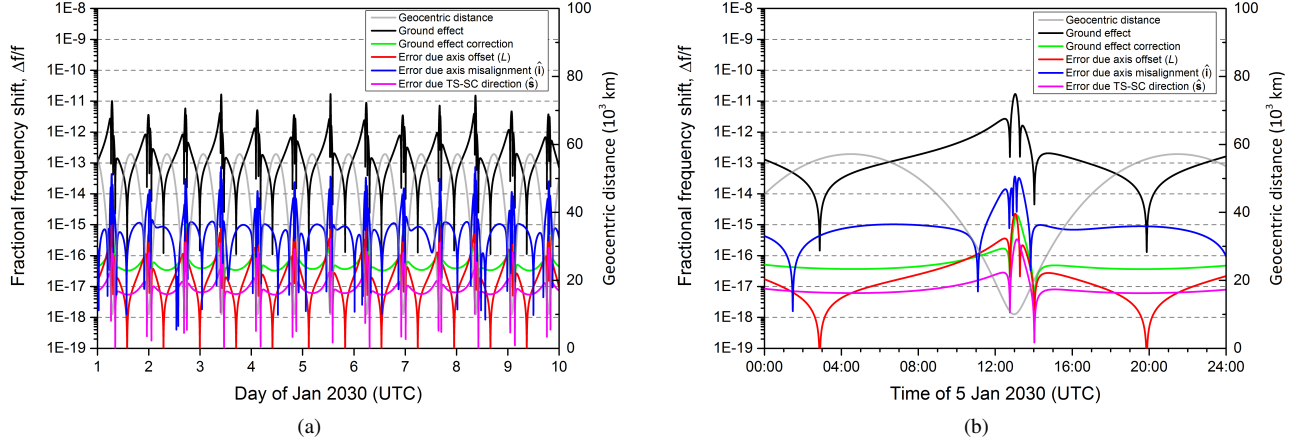 1E-8
1E-9
1E-10
1E-11
1E-12
1E-13
1E-14
1E-15
1E-16
1E-17
1E-18
1E-19
Fractional frequency shift, Δf/f
Geocentric distance
Ground effect
Ground effect correction
Error due axis offset (L)
Error due axis misalignment (î)
Error due TS-SC direction (ŝ)
100
80
60
40
20
0
Geocentric distance (10³ km)
1 2 3 4 5 6 7 8 9 10
Day of Jan 2030 (UTC)
(a)
1E-8
1E-9
1E-10
1E-11
1E-12
1E-13
1E-14
1E-15
1E-16
1E-17
1E-18
1E-19
Fractional frequency shift, Δf/f
Geocentric distance
Ground effect
Ground effect correction
Error due axis offset (L)
Error due axis misalignment (î)
Error due TS-SC direction (ŝ)
100
80
60
40
20
0
Geocentric distance (10³ km)
00:00 04:00 08:00 12:00 16:00 20:00 24:00
Time of 5 Jan 2030 (UTC)
(b)